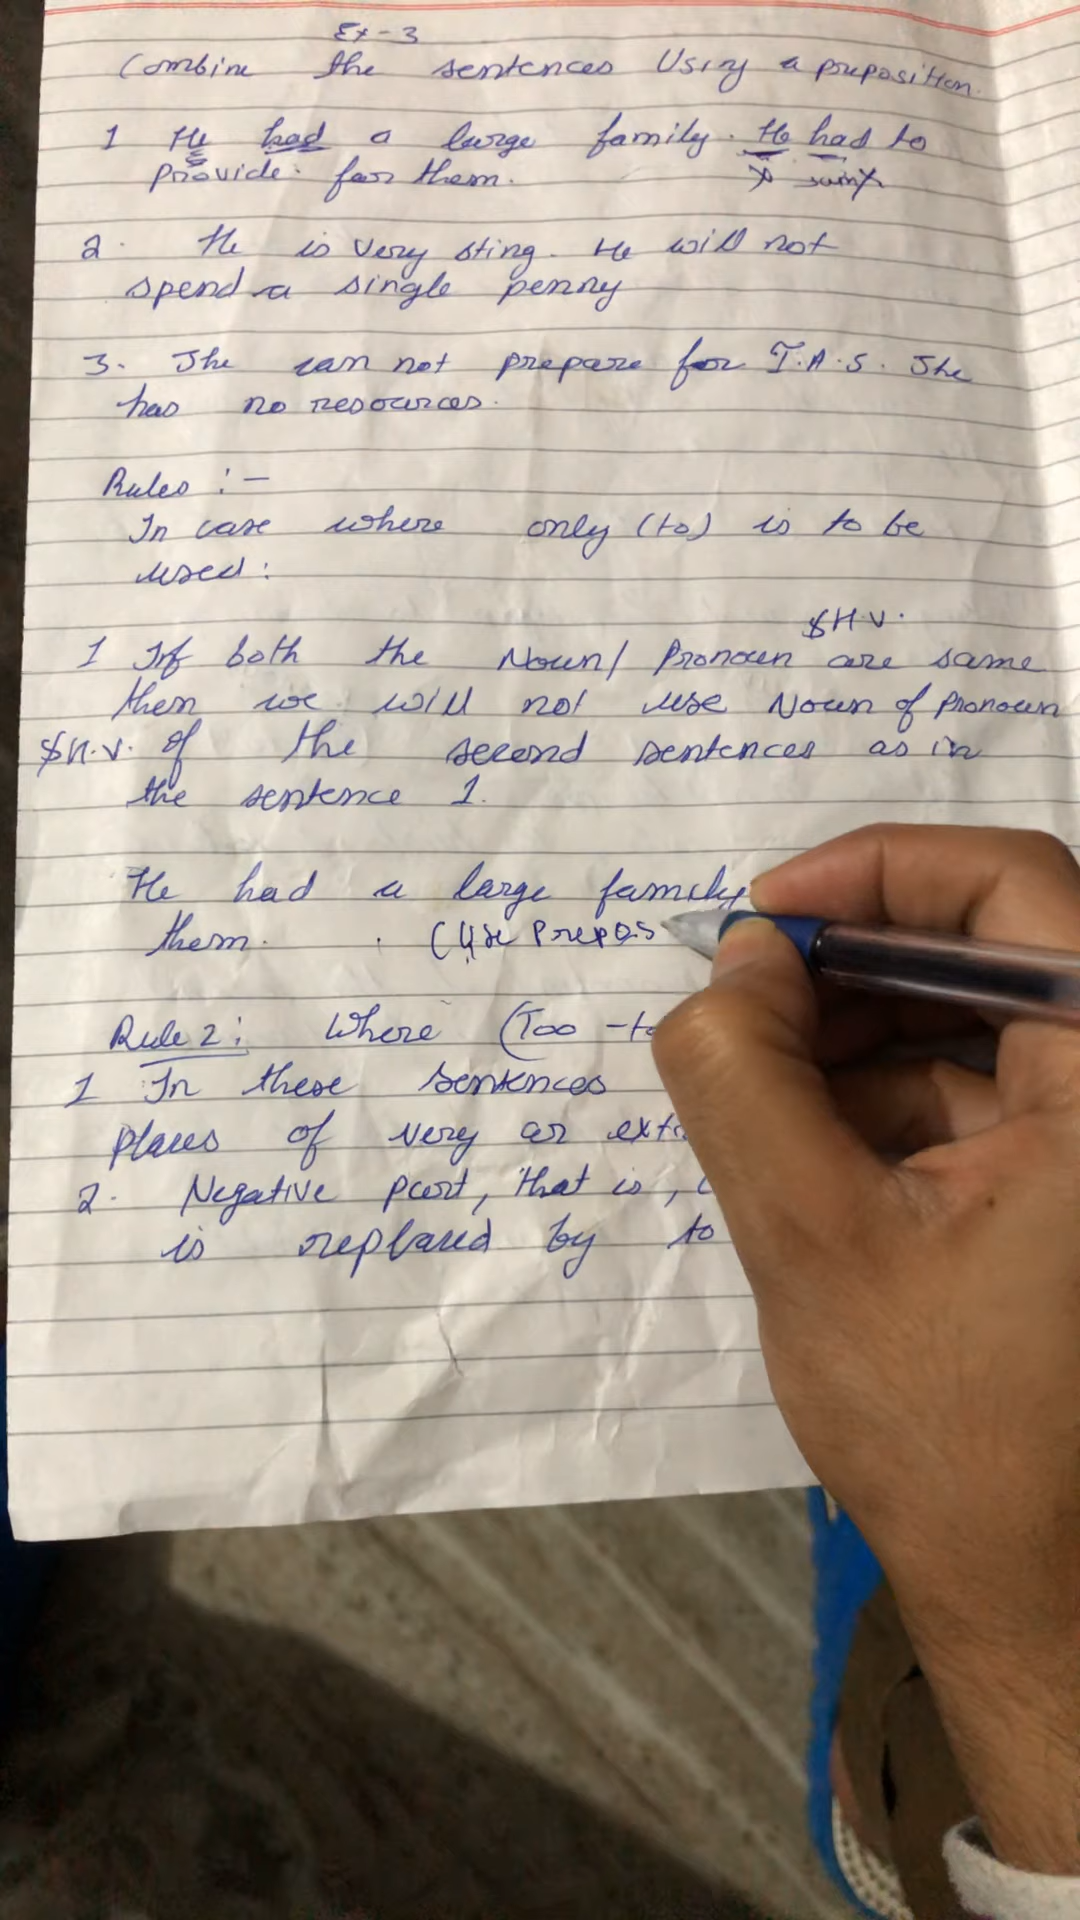 Ex-3
Combine the sentences Using a preposition.
1 He had a large family. He had to
provide for them.
2. He is very sting. He will not
spend a single penny
3. She can not prepare for I.A.S. She
has no resources.
Rules :-
In case where only (to) is to be
used:
$H.V.
1 If both the Noun/ Pronoun are same
then we will not use Noun of pronoun
$H.V. of the second sentences as in
the sentence 1.
He had a large family
them. (Use Prepos
Rule 2: Where (Too - to
1 In these sentences
places of very or ext
2. Negative part, that is,
is replaced by to